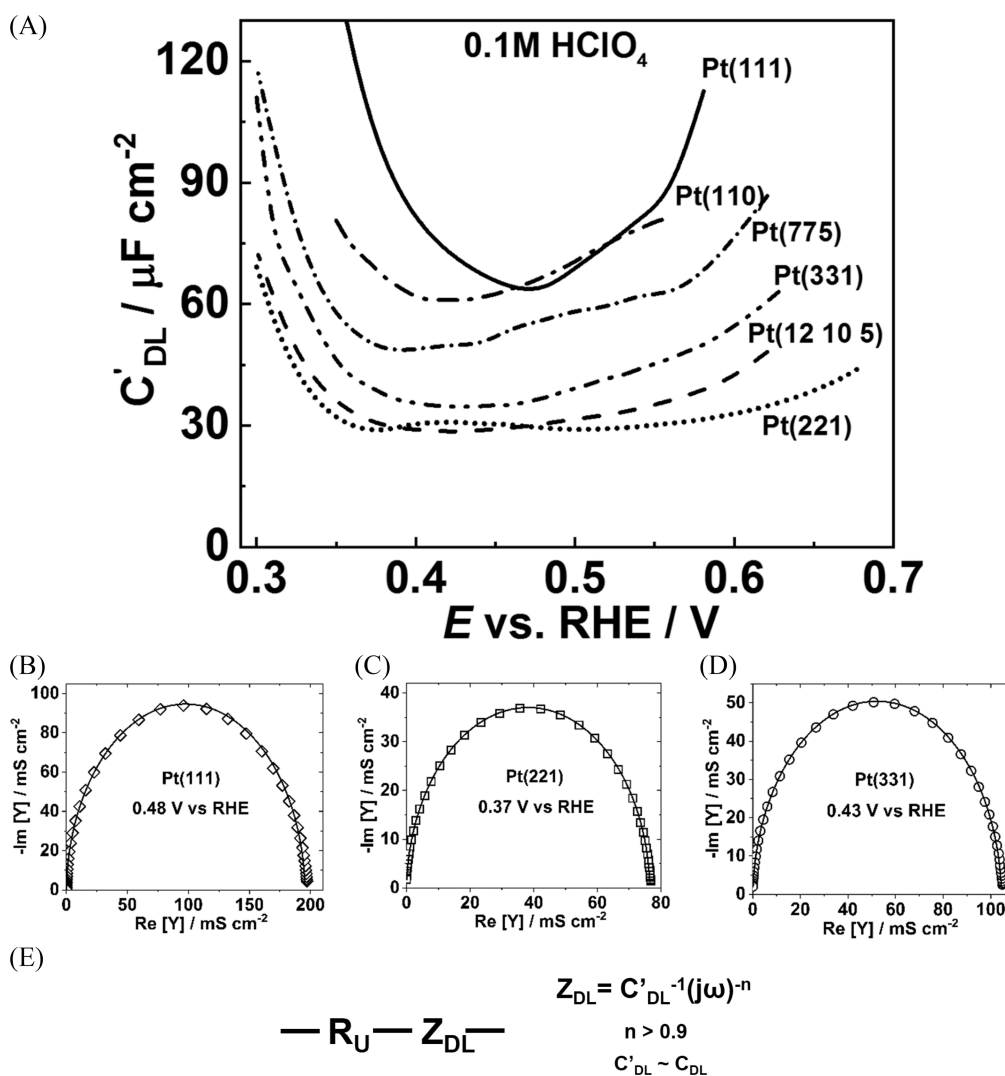 (A)
0.1M HClO₄
Pt(111)
Pt(110)
Pt(775)
Pt(331)
Pt(12 10 5)
Pt(221)
C'DL / μF cm⁻²
120
90
60
30
0
0.3 0.4 0.5 0.6 0.7
E vs. RHE / V
(B)
-Im [Y] / mS cm⁻²
100
80
60
40
20
0
Pt(111)
0.48 V vs RHE
0 50 100 150 200
Re [Y] / mS cm⁻²
(C)
-Im [Y] / mS cm⁻²
40
30
20
10
0
Pt(221)
0.37 V vs RHE
0 20 40 60 80
Re [Y] / mS cm⁻²
(D)
-Im [Y] / mS cm⁻²
50
40
30
20
10
0
Pt(331)
0.43 V vs RHE
0 20 40 60 80 100
Re [Y] / mS cm⁻²
(E)
RU ZDL
ZDL= C'DL⁻¹(jω)⁻ⁿ
n > 0.9
C'DL ~ CDL